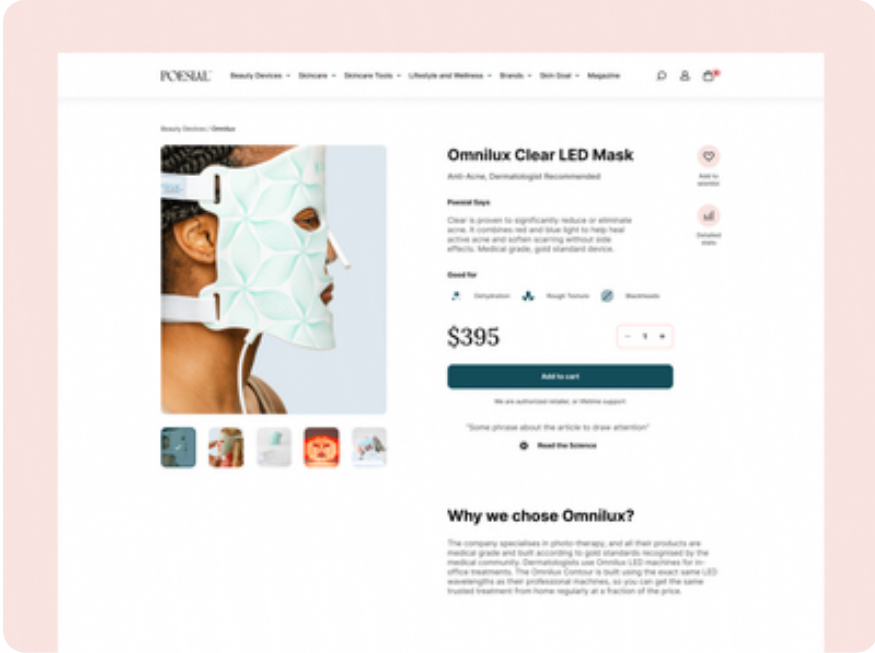 POESIAL
Beauty Devices Skincare Skincare Tools Lifestyle and Wellness Brands Skin Goal Magazine
Beauty Devices / Omnilux
Omnilux Clear LED Mask
Anti-Acne, Dermatologist Recommended
Add to
wishlist
Poesial Says
Clear is proven to significantly reduce or eliminate
acne. It combines red and blue light to help heal
active acne and soften scarring without side
effects. Medical grade, gold standard device.
Detailed
stats
Good for
Dehydration Rough Texture Blackheads
$395
− 1 +
Add to cart
We are authorized retailer, or lifetime support
"Some phrase about the article to draw attention"
Read the Science
Why we chose Omnilux?
The company specialises in photo-therapy, and all their products are
medical grade and built according to gold standards recognised by the
medical community. Dermatologists use Omnilux LED machines for in-
office treatments. The Omnilux Contour is built using the exact same LED
wavelengths as their professional machines, so you can get the same
trusted treatment from home regularly at a fraction of the price.